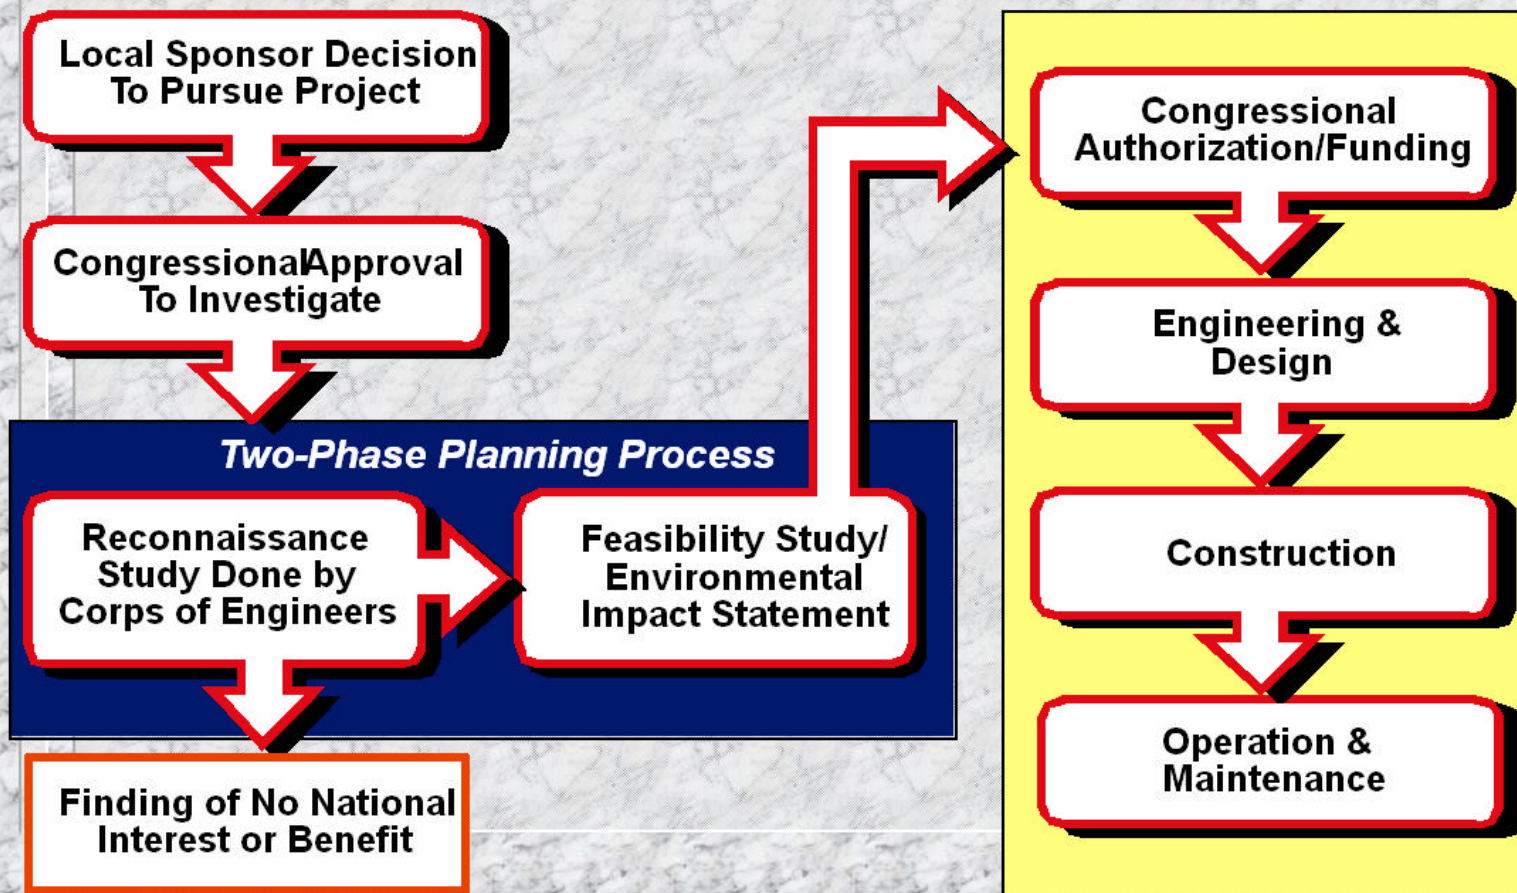 Local Sponsor Decision
To Pursue Project
Congressional Approval
To Investigate
Two-Phase Planning Process
Reconnaissance
Study Done by
Corps of Engineers
Feasibility Study/
Environmental
Impact Statement
Finding of No National
Interest or Benefit
Congressional
Authorization/Funding
Engineering &
Design
Construction
Operation &
Maintenance